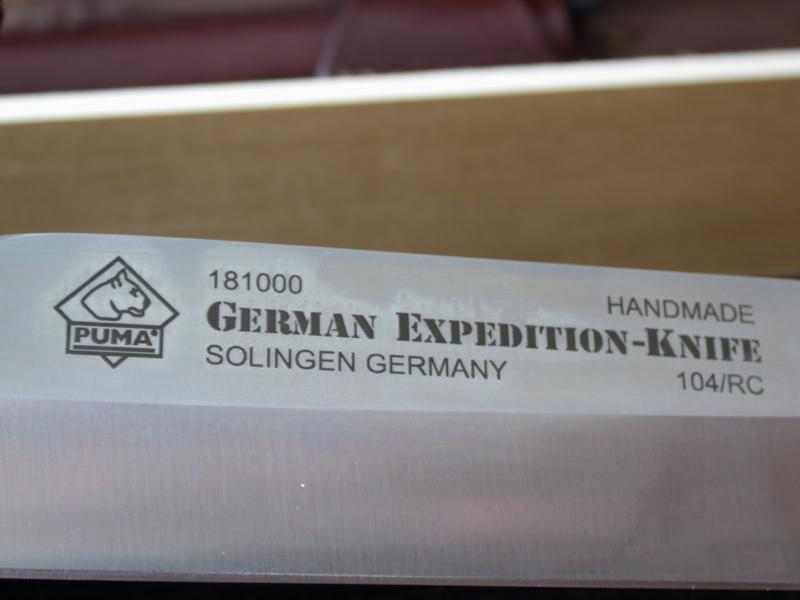 PUMA
181000
HANDMADE
GERMAN EXPEDITION-KNIFE
SOLINGEN GERMANY
104/RC